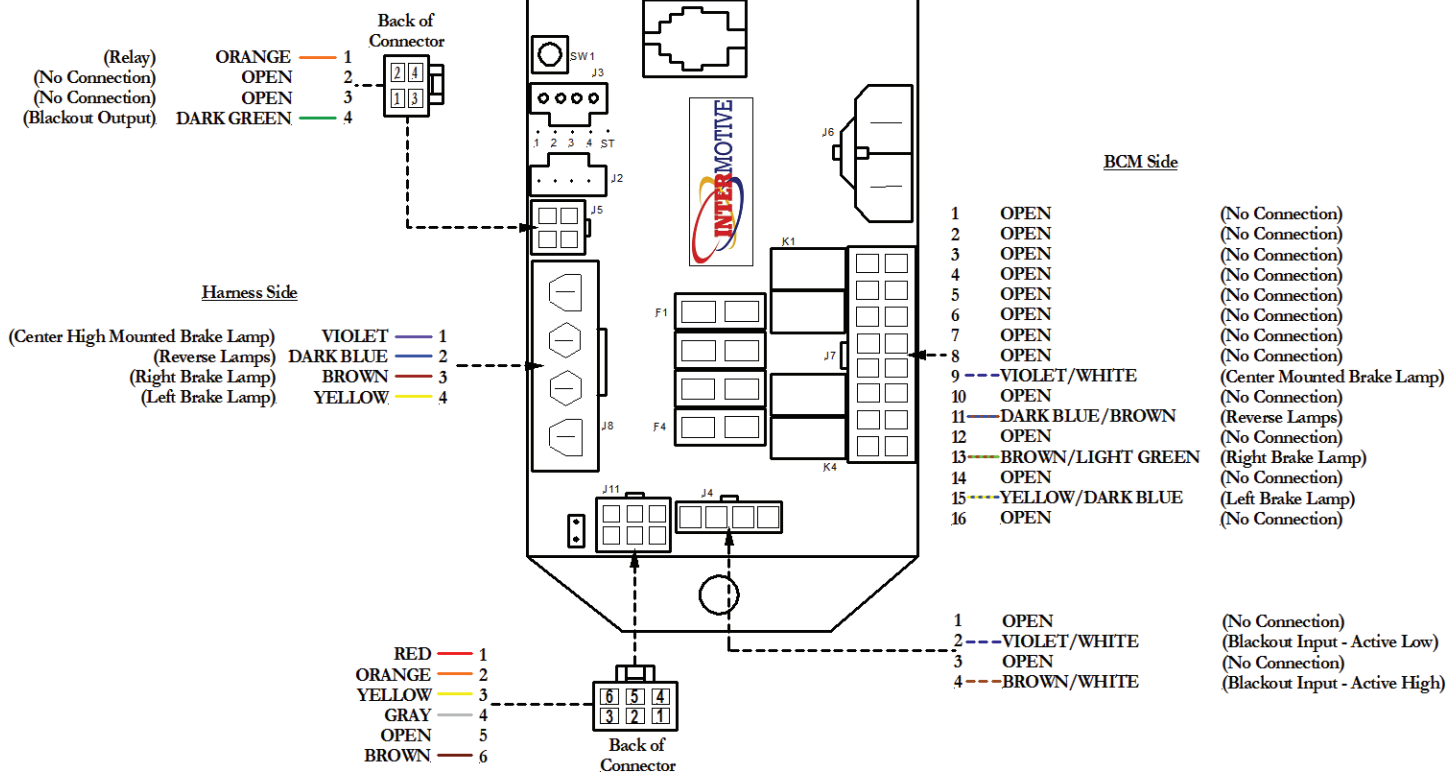 Back of
Connector
(Relay) ORANGE 1
(No Connection) OPEN 2
(No Connection) OPEN 3
(Blackout Output) DARK GREEN 4
2 4
1 3
SW1
J3
1 2 3 4 ST
J2
J5
INTERMOTIVE
J6
Harness Side
(Center High Mounted Brake Lamp) VIOLET 1
(Reverse Lamps) DARK BLUE 2
(Right Brake Lamp) BROWN 3
(Left Brake Lamp) YELLOW 4
J8
K1
F1
J7
F4
K4
BCM Side
1 OPEN (No Connection)
2 OPEN (No Connection)
3 OPEN (No Connection)
4 OPEN (No Connection)
5 OPEN (No Connection)
6 OPEN (No Connection)
7 OPEN (No Connection)
8 OPEN (No Connection)
9 VIOLET/WHITE (Center Mounted Brake Lamp)
10 OPEN (No Connection)
11 DARK BLUE/BROWN (Reverse Lamps)
12 OPEN (No Connection)
13 BROWN/LIGHT GREEN (Right Brake Lamp)
14 OPEN (No Connection)
15 YELLOW/DARK BLUE (Left Brake Lamp)
16 OPEN (No Connection)
J11
J4
1 OPEN (No Connection)
2 VIOLET/WHITE (Blackout Input - Active Low)
3 OPEN (No Connection)
4 BROWN/WHITE (Blackout Input - Active High)
RED 1
ORANGE 2
YELLOW 3
GRAY 4
OPEN 5
BROWN 6
6 5 4
3 2 1
Back of
Connector